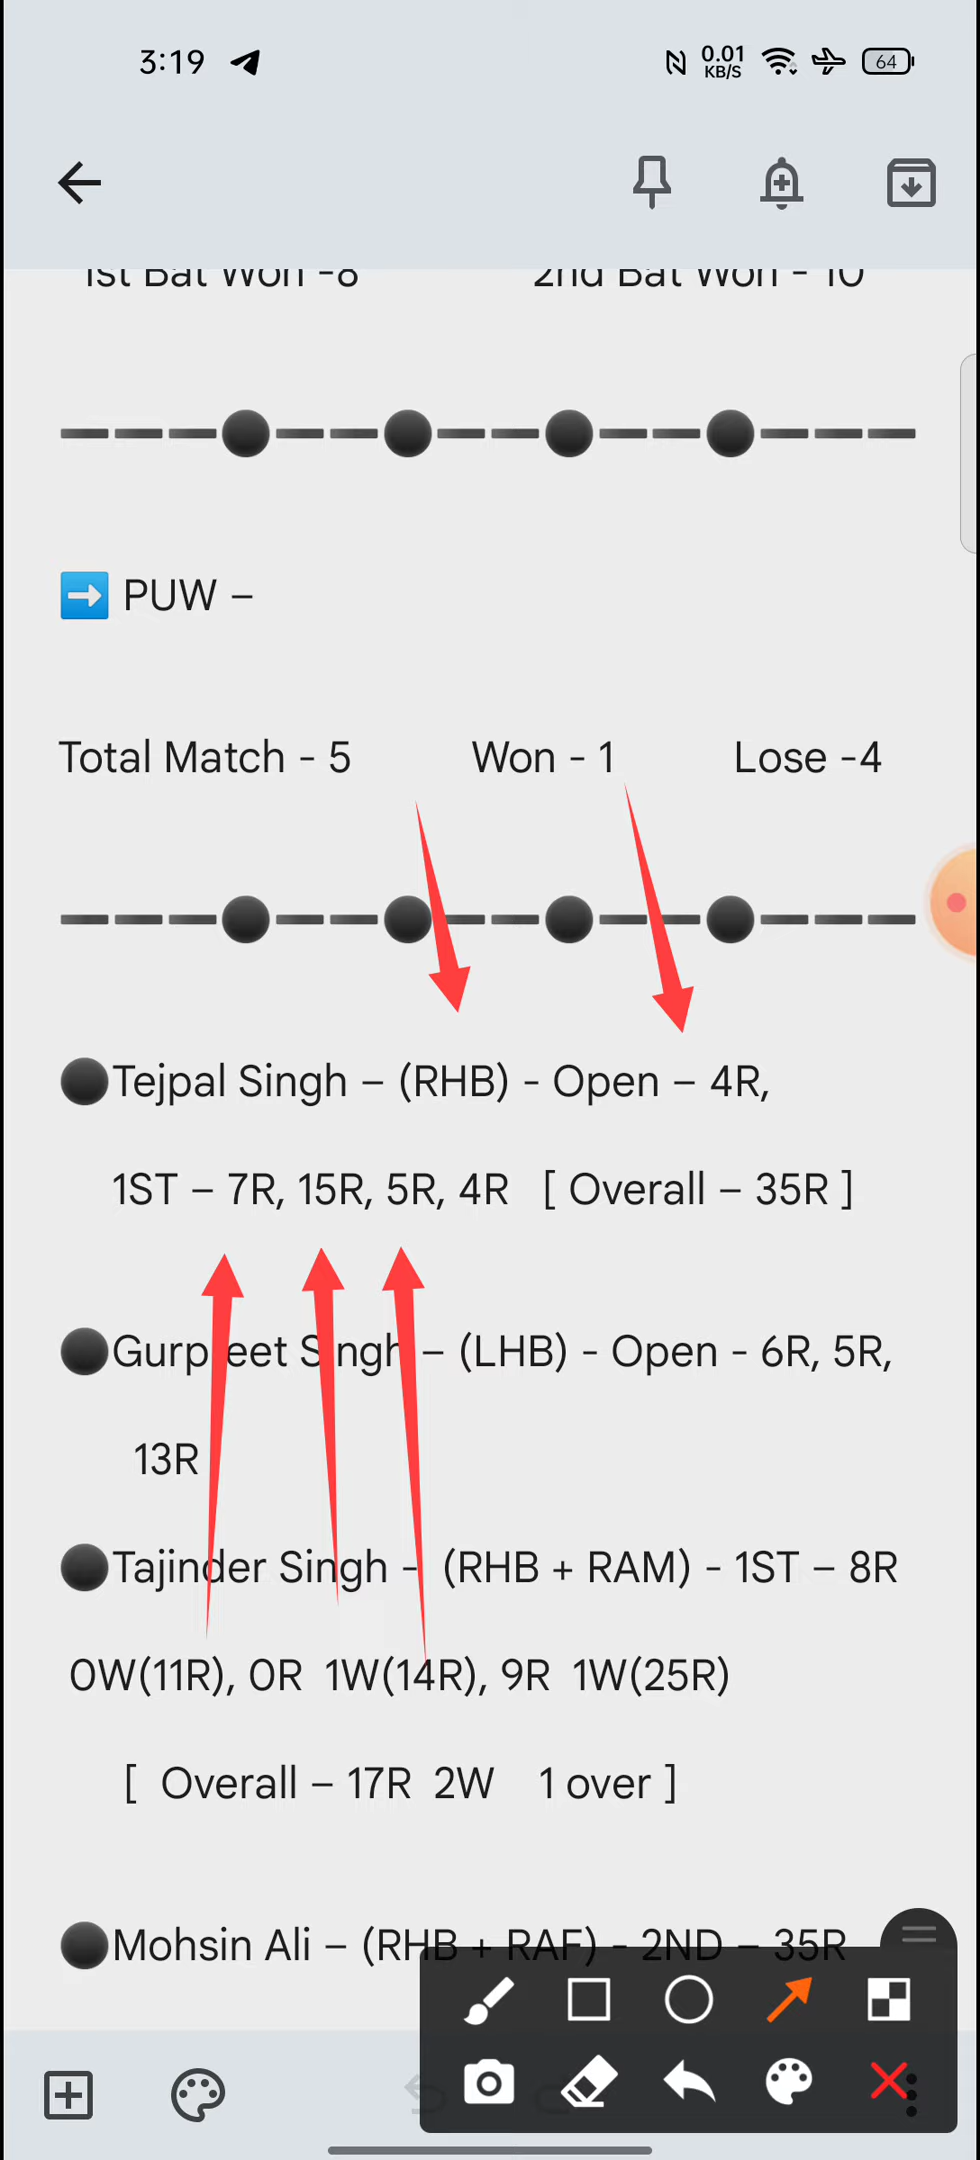 3:19
0.01
KB/S
64
1st Bat Won -8 2nd Bat Won - 10
➡️ PUW –
Total Match - 5 Won - 1 Lose -4
⚫Tejpal Singh – (RHB) - Open – 4R,
1ST – 7R, 15R, 5R, 4R [ Overall – 35R ]
⚫Gurpreet Singh – (LHB) - Open - 6R, 5R,
13R
⚫Tajinder Singh - (RHB + RAM) - 1ST – 8R
0W(11R), 0R 1W(14R), 9R 1W(25R)
[ Overall – 17R 2W 1 over ]
⚫Mohsin Ali – (RHB + RAF) - 2ND – 35R